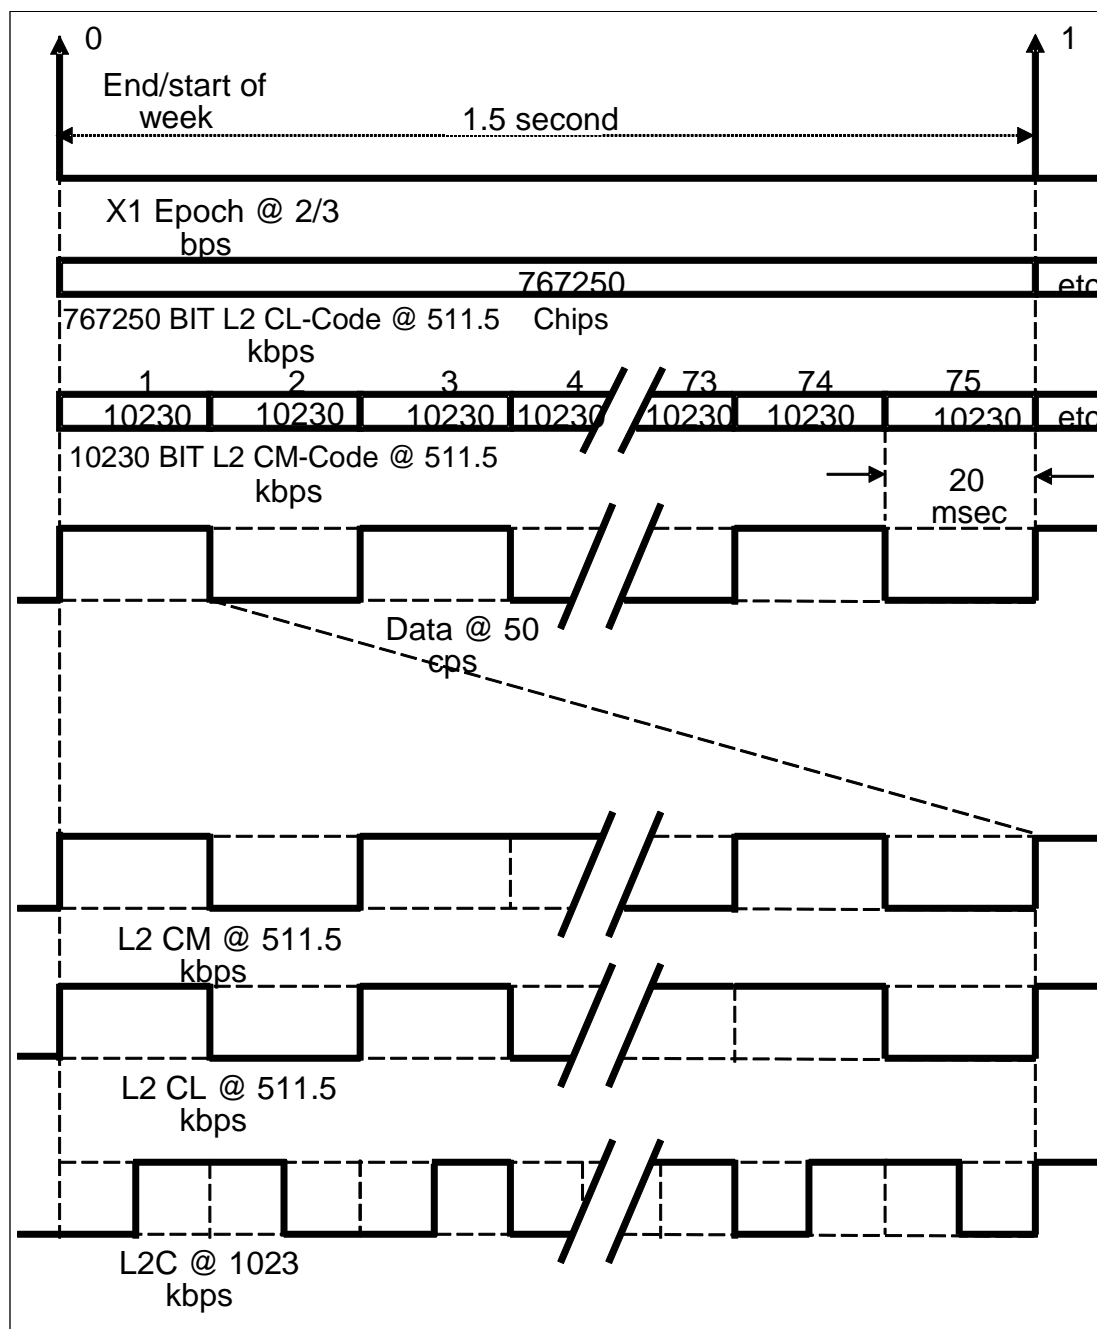 0
1
End/start of
week
1.5 second
X1 Epoch @ 2/3
bps
767250
etc
767250 BIT L2 CL-Code @ 511.5 Chips
kbps
1 2 3 4 73 74 75
10230 10230 10230 10230 10230 10230 10230 etc
10230 BIT L2 CM-Code @ 511.5
kbps
20
msec
Data @ 50
cps
L2 CM @ 511.5
kbps
L2 CL @ 511.5
kbps
L2C @ 1023
kbps